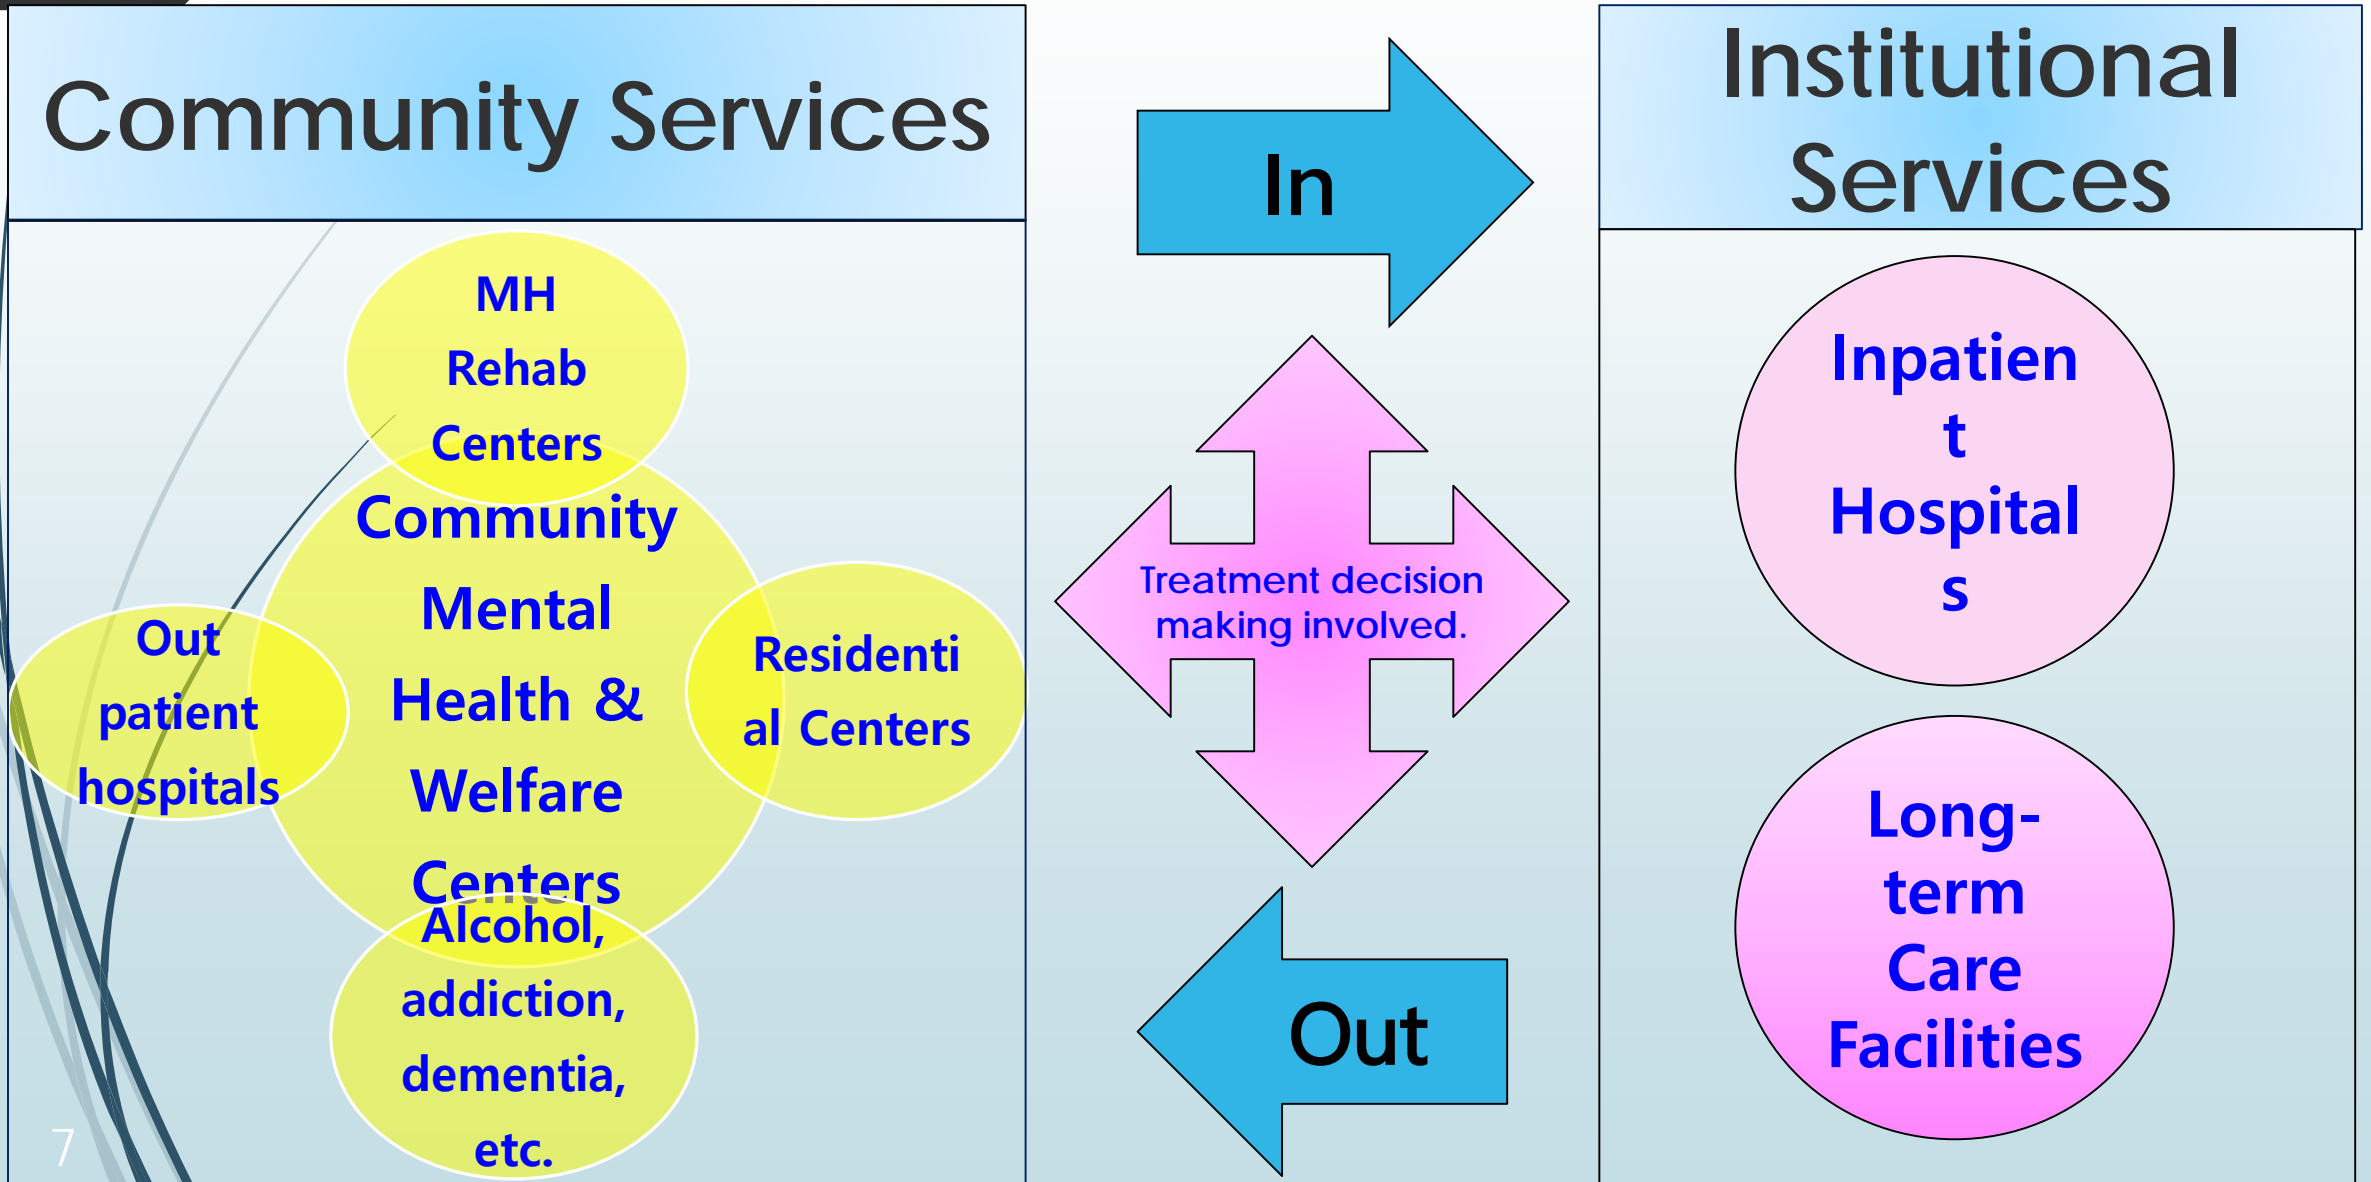 Community Services
MH
Rehab
Centers
Community
Mental
Health &
Welfare
Centers
Out
patient
hospitals
Residenti
al Centers
Alcohol,
addiction,
dementia,
etc.
7
In
Treatment decision
making involved.
Out
Institutional
Services
Inpatien
t
Hospital
s
Long-
term
Care
Facilities